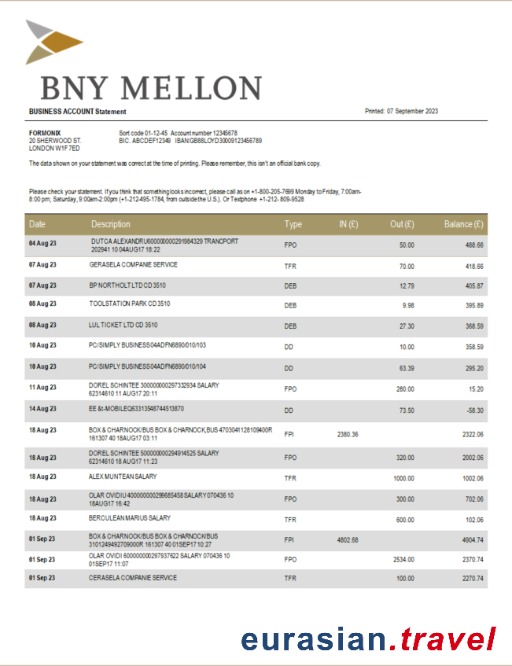 BNY MELLON
BUSINESS ACCOUNT Statement
Printed: 07 September 2023
FORMONIX
20 SHERWOOD ST.
LONDON W1F 7ED
Sort code 01-12-45 Account number 12345678
BIC. ABCDEF12349 IBAN:GB88LOYD30009123456789
The data shown on your statement was correct at the time of printing. Please remember, this isn't an official bank copy.
Please check your statement. If you think that something looks incorrect, please call as on +1-800-205-7699 Monday to Friday, 7:00am-
8:00 pm; Saturday, 9:00am-2:00pm (+1-212-495-1784, from outside the U.S.). Or Textphone +1-212- 809-9528
Date Description Type IN (£) Out (£) Balance (£)
04 Aug 23 DUTCA ALEXANDRU600000000291984329 TRANCPORT
202941 10 04AUG17 18:22 FPO 50.00 488.66
07 Aug 23 GERASELA COMPANIE SERVICE TFR 70.00 418.66
07 Aug 23 BP NORTHOLT LTD CD 3510 DEB 12.79 405.87
08 Aug 23 TOOLSTATION PARK CD 3510 DEB 9.98 395.89
08 Aug 23 LUL TICKET LTD CD 3510 DEB 27.30 368.59
10 Aug 23 PC/SIMPLY BUSINESS04ADFN6890/010/103 DD 10.00 358.59
10 Aug 23 PC/SIMPLY BUSINESS04ADFN6890/010/104 DD 63.39 295.20
11 Aug 23 DOREL SCHINTEE 300000000297332934 SALARY
62314610 11 AUG17 20:11 FPO 280.00 15.20
14 Aug 23 EE &t-MOBILEQ63313548744513870 DD 73.50 -58.30
18 Aug 23 BOX & CHARNOCK/BUS BOX & CHARNOCK,BUS 4703041128109400R
161307 40 18AUG17 03:11 FPI 2380.36 2322.06
18 Aug 23 DOREL SCHINTEE 500000000294914525 SALARY
62314610 18 AUG17 11:23 FPO 320.00 2002.06
18 Aug 23 ALEX MUNTEAN SALARY TFR 1000.00 1002.06
18 Aug 23 OLAR OVIDIU 400000000299685458 SALARY 070436 10
18AUG17 16:42 FPO 300.00 702.06
18 Aug 23 BERCULEAN MARIUS SALARY TFR 600.00 102.06
01 Sep 23 BOX & CHARNOCK/BUS BOX & CHARNOCK/BUS
3101249492709000R 161307 40 01SEP17 10:27 FPI 4802.68 4904.74
01 Sep 23 OLAR OVIDI 600000000297937622 SALARY 070436 10
01SEP17 11:07 FPO 2534.00 2370.74
01 Sep 23 CERASELA COMPANIE SERVICE TFR 100.00 2270.74
eurasian.travel